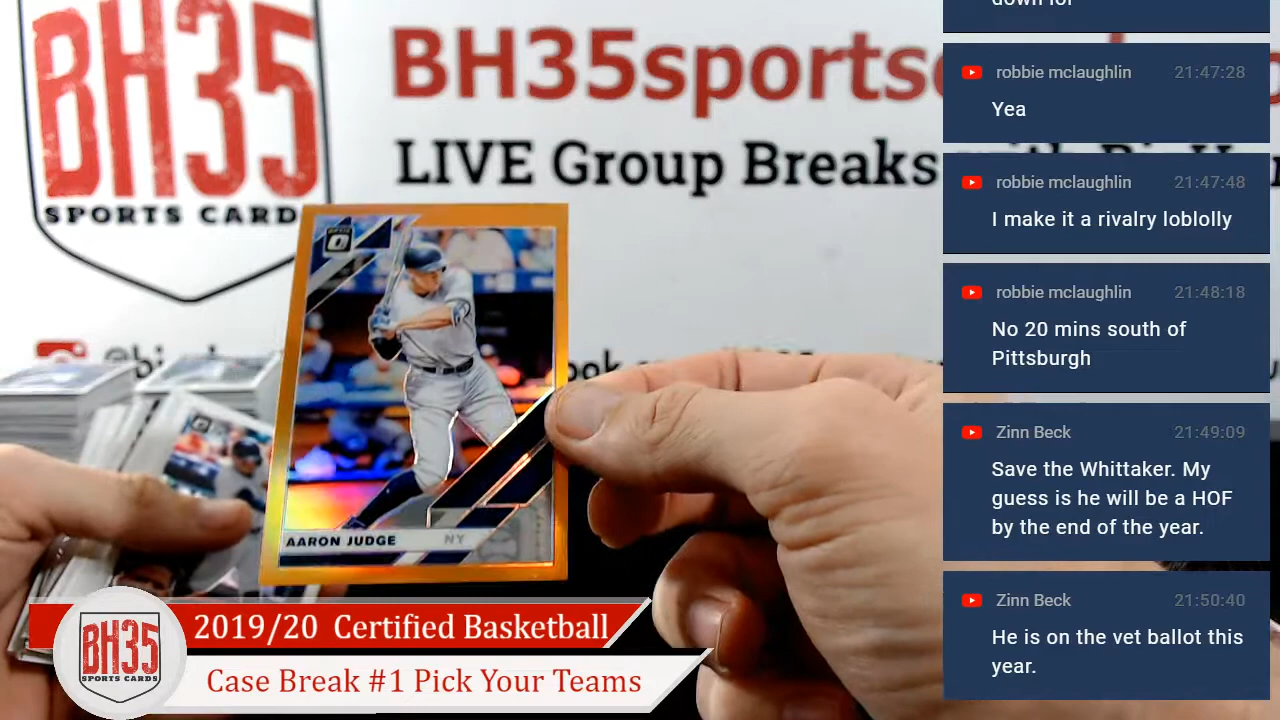 BH35
SPORTS CARD
BH35sports
LIVE Group Breaks with
OPTIC
AARON JUDGE NY
BH35
SPORTS CARDS
2019/20 Certified Basketball
Case Break #1 Pick Your Teams
down for
robbie mclaughlin 21:47:28
Yea
robbie mclaughlin 21:47:48
I make it a rivalry loblolly
robbie mclaughlin 21:48:18
No 20 mins south of
Pittsburgh
Zinn Beck 21:49:09
Save the Whittaker. My
guess is he will be a HOF
by the end of the year.
Zinn Beck 21:50:40
He is on the vet ballot this
year.